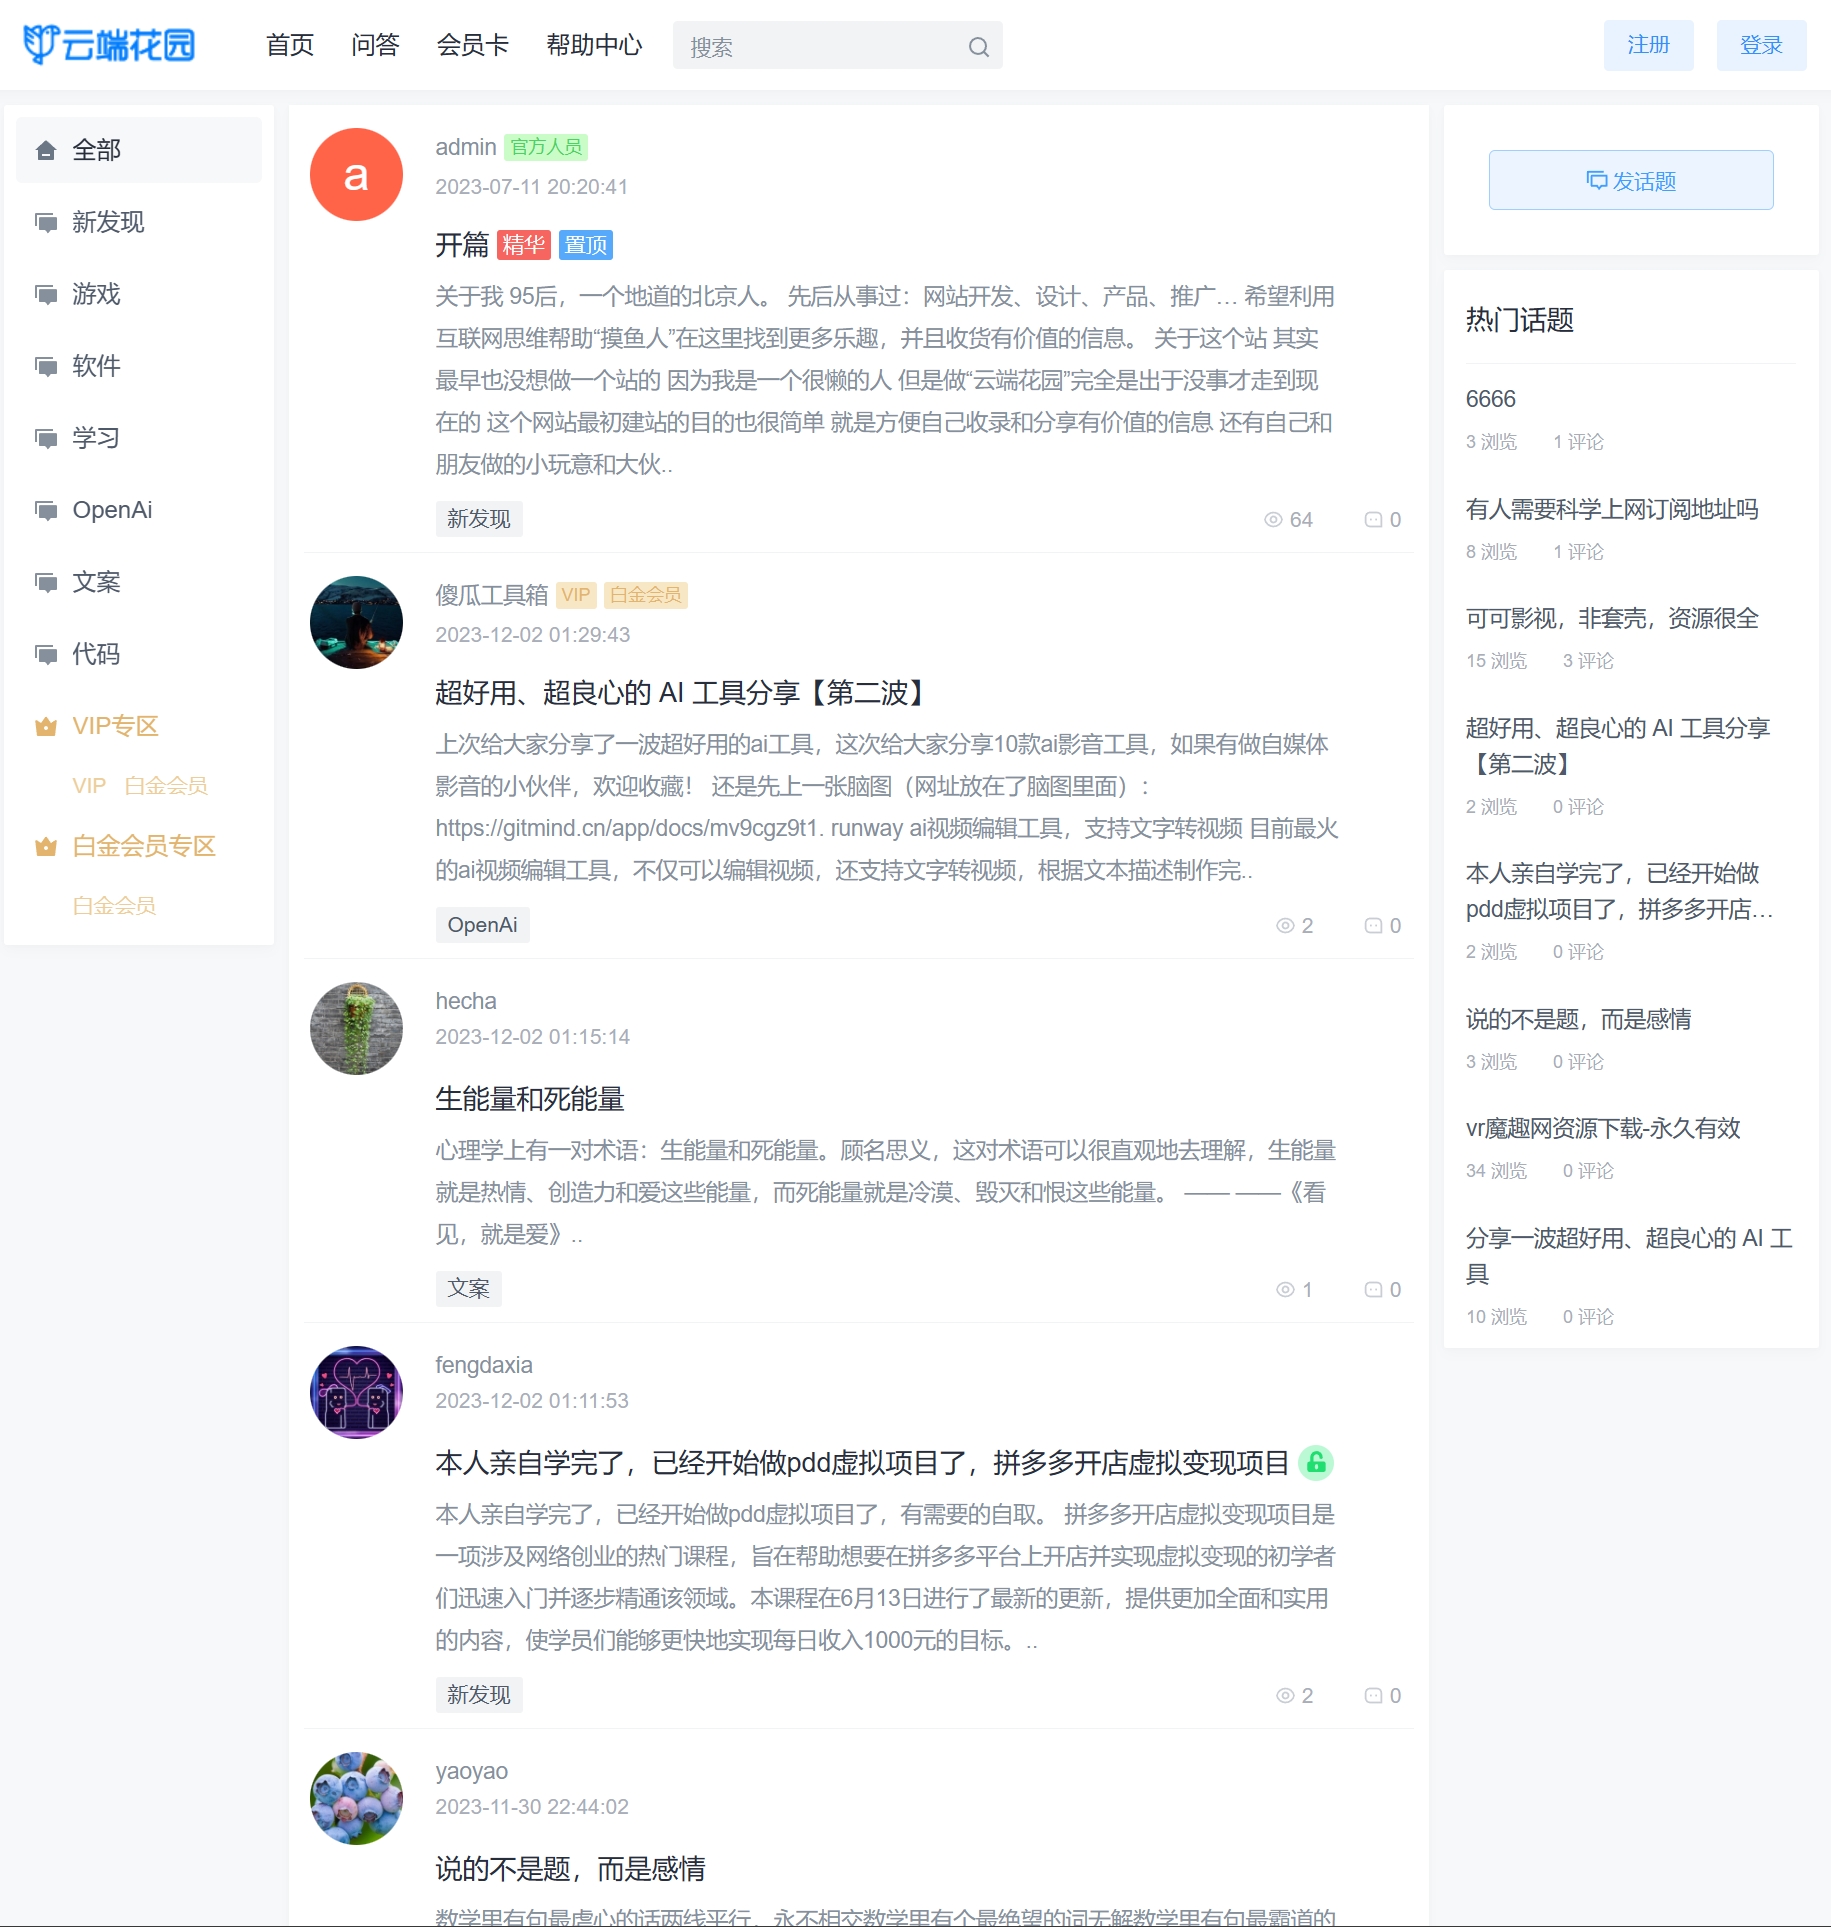 云端花园
首页 问答 会员卡 帮助中心 搜索 注册 登录
全部
新发现
游戏
软件
学习
OpenAi
文案
代码
VIP专区
VIP 白金会员
白金会员专区
白金会员
a
admin 官方人员
2023-07-11 20:20:41
开篇 精华 置顶
关于我 95后，一个地道的北京人。 先后从事过：网站开发、设计、产品、推广… 希望利用
互联网思维帮助“摸鱼人”在这里找到更多乐趣，并且收货有价值的信息。 关于这个站 其实
最早也没想做一个站的 因为我是一个很懒的人 但是做“云端花园”完全是出于没事才走到现
在的 这个网站最初建站的目的也很简单 就是方便自己收录和分享有价值的信息 还有自己和
朋友做的小玩意和大伙..
新发现 64 0
傻瓜工具箱 VIP 白金会员
2023-12-02 01:29:43
超好用、超良心的 AI 工具分享【第二波】
上次给大家分享了一波超好用的ai工具，这次给大家分享10款ai影音工具，如果有做自媒体
影音的小伙伴，欢迎收藏！ 还是先上一张脑图（网址放在了脑图里面）：
https://gitmind.cn/app/docs/mv9cgz9t1. runway ai视频编辑工具，支持文字转视频 目前最火
的ai视频编辑工具，不仅可以编辑视频，还支持文字转视频，根据文本描述制作完..
OpenAi 2 0
hecha
2023-12-02 01:15:14
生能量和死能量
心理学上有一对术语：生能量和死能量。顾名思义，这对术语可以很直观地去理解，生能量
就是热情、创造力和爱这些能量，而死能量就是冷漠、毁灭和恨这些能量。 —— ——《看
见，就是爱》..
文案 1 0
fengdaxia
2023-12-02 01:11:53
本人亲自学完了，已经开始做pdd虚拟项目了，拼多多开店虚拟变现项目
本人亲自学完了，已经开始做pdd虚拟项目了，有需要的自取。 拼多多开店虚拟变现项目是
一项涉及网络创业的热门课程，旨在帮助想要在拼多多平台上开店并实现虚拟变现的初学者
们迅速入门并逐步精通该领域。本课程在6月13日进行了最新的更新，提供更加全面和实用
的内容，使学员们能够更快地实现每日收入1000元的目标。..
新发现 2 0
yaoyao
2023-11-30 22:44:02
说的不是题，而是感情
数学里有句最虐心的话两线平行，永不相交数学里有个最绝望的词无解数学里有句最霸道的
发话题
热门话题
6666
3 浏览 1 评论
有人需要科学上网订阅地址吗
8 浏览 1 评论
可可影视，非套壳，资源很全
15 浏览 3 评论
超好用、超良心的 AI 工具分享
【第二波】
2 浏览 0 评论
本人亲自学完了，已经开始做
pdd虚拟项目了，拼多多开店…
2 浏览 0 评论
说的不是题，而是感情
3 浏览 0 评论
vr魔趣网资源下载-永久有效
34 浏览 0 评论
分享一波超好用、超良心的 AI 工
具
10 浏览 0 评论